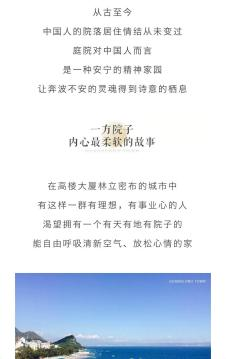 从古至今
中国人的院落居住情结从未变过
庭院对中国人而言
是一种安宁的精神家园
让奔波不安的灵魂得到诗意的栖息
一方院子
内心最柔软的故事
在高楼大厦林立密布的城市中
有这样一群有理想，有事业心的人
渴望拥有一个有天有地有院子的
能自由呼吸清新空气、放松心情的家